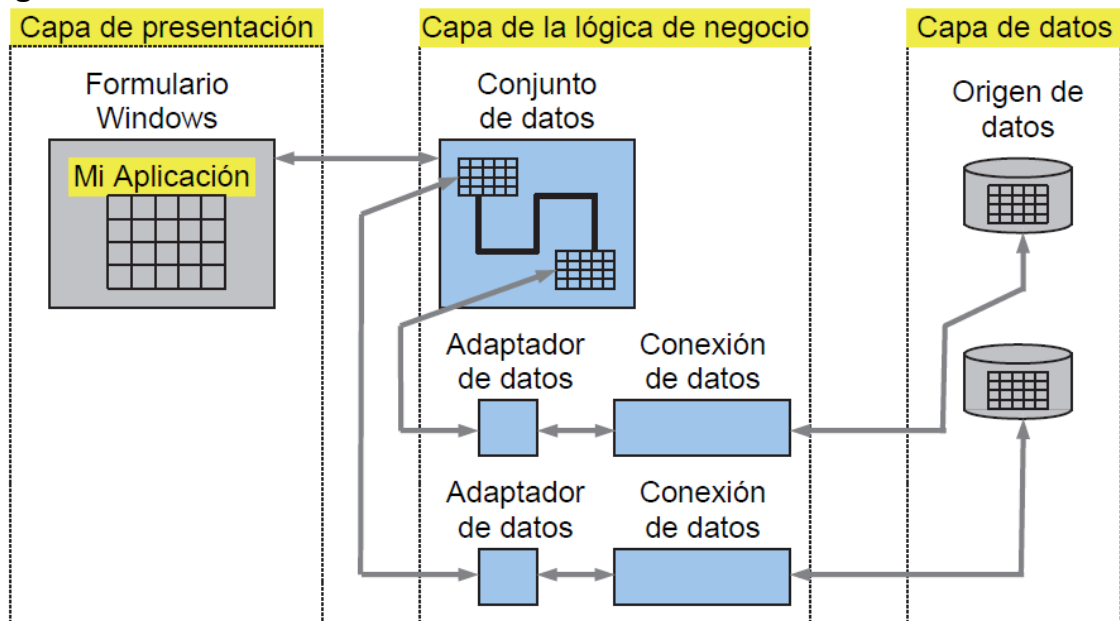 Capa de presentación
Capa de la lógica de negocio
Capa de datos
Formulario
Windows
Mi Aplicación
Conjunto
de datos
Origen de
datos
Adaptador
de datos
Conexión
de datos
Adaptador
de datos
Conexión
de datos